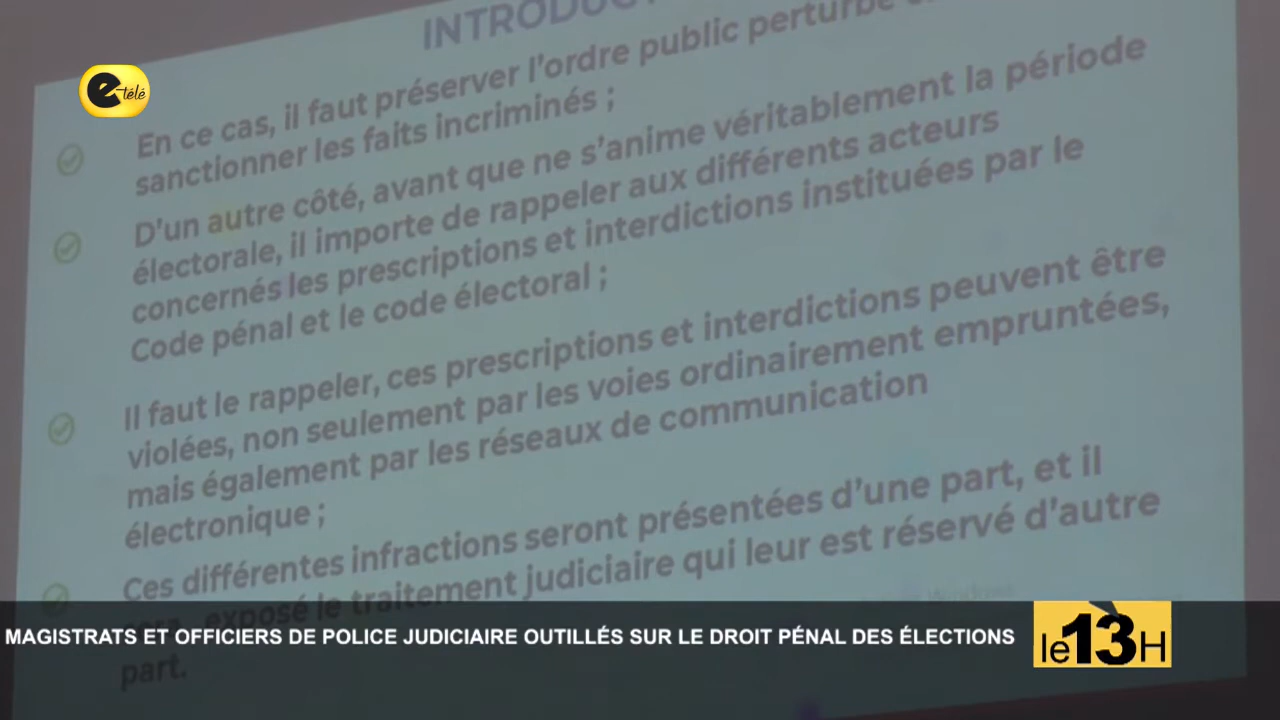 INTRODUC
e-télé
En ce cas, il faut préserver l'ordre public perturbé
sanctionner les faits incriminés ;
D'un autre côté, avant que ne s'anime véritablement la période
électorale, il importe de rappeler aux différents acteurs
concernés les prescriptions et interdictions instituées par le
Code pénal et le code électoral ;
Il faut le rappeler, ces prescriptions et interdictions peuvent être
violées, non seulement par les voies ordinairement empruntées,
mais également par les réseaux de communication
électronique ;
Ces différentes infractions seront présentées d'une part, et il
sera exposé le traitement judiciaire qui leur est réservé d'autre
part.
MAGISTRATS ET OFFICIERS DE POLICE JUDICIAIRE OUTILLÉS SUR LE DROIT PÉNAL DES ÉLECTIONS
le 13H